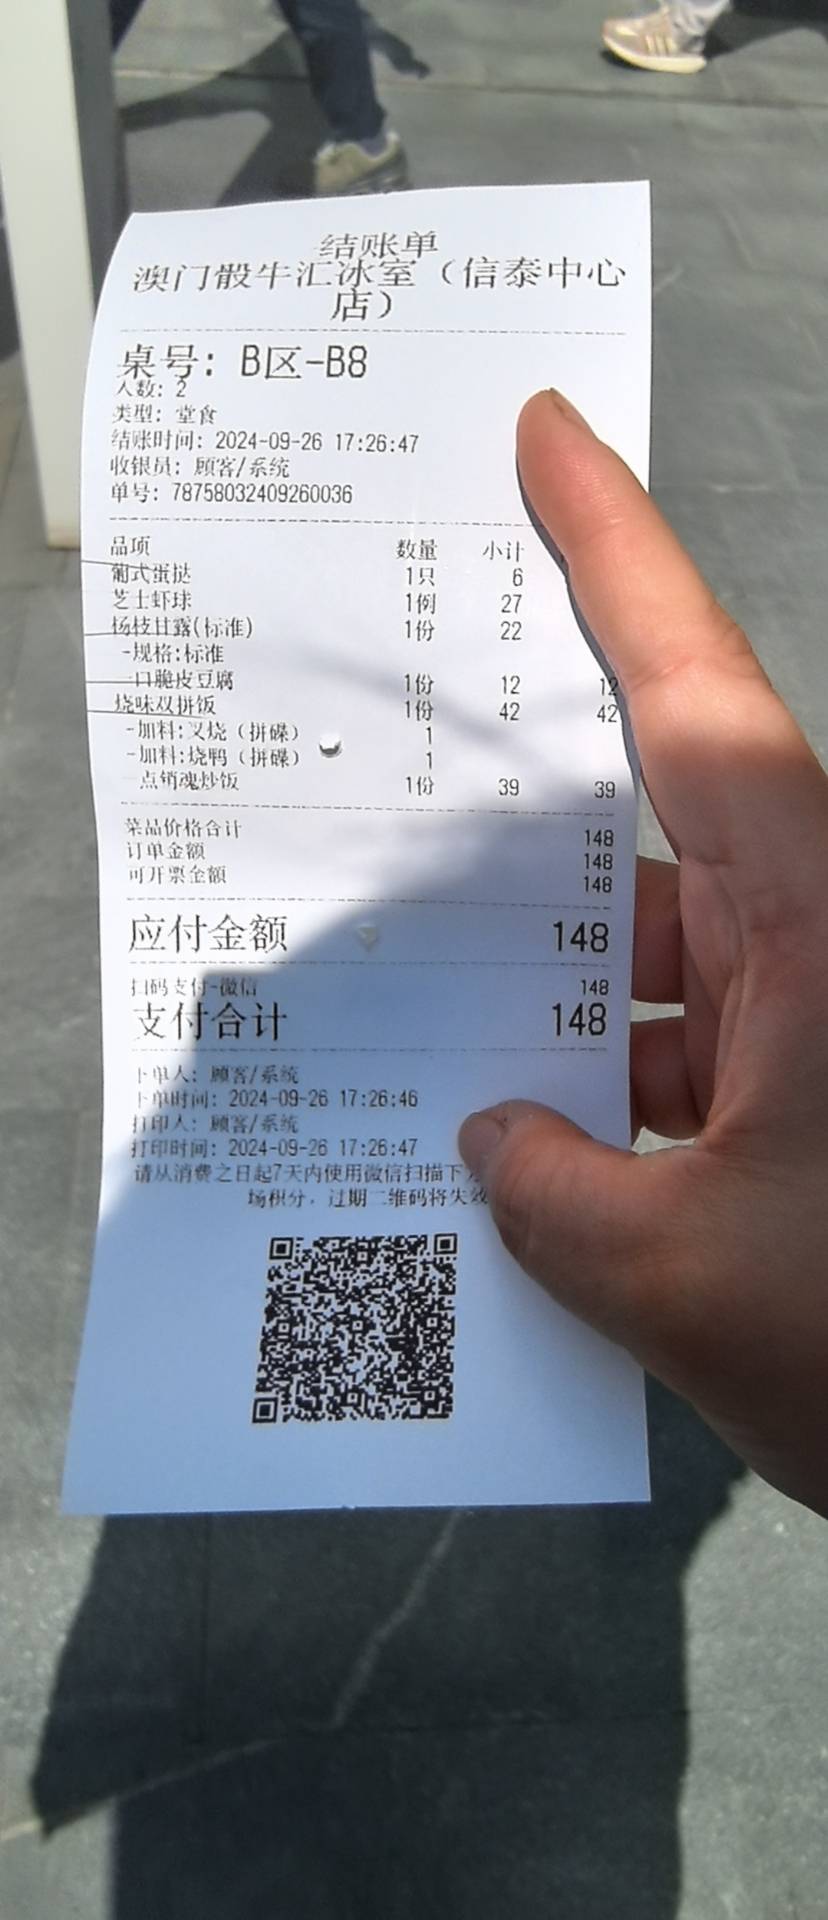 结账单
澳门骰牛汇冰室（信泰中心
店）
桌号: B区-B8
人数: 2
类型: 堂食
结账时间: 2024-09-26 17:26:47
收银员: 顾客/系统
单号: 78758032409260036
品项 数量 小计
葡式蛋挞 1只 6
芝士虾球 1例 27
杨枝甘露(标准) 1份 22
-规格:标准
一口脆皮豆腐 1份 12 12
烧味双拼饭 1份 42 42
-加料:叉烧（拼碟） 1
-加料:烧鸭（拼碟） 1
一点销魂炒饭 1份 39 39
菜品价格合计 148
订单金额 148
可开票金额 148
应付金额 148
扫码支付-微信 148
支付合计 148
下单人: 顾客/系统
下单时间: 2024-09-26 17:26:46
打印人: 顾客/系统
打印时间: 2024-09-26 17:26:47
请从消费之日起7天内使用微信扫描下
场积分，过期二维码将失效